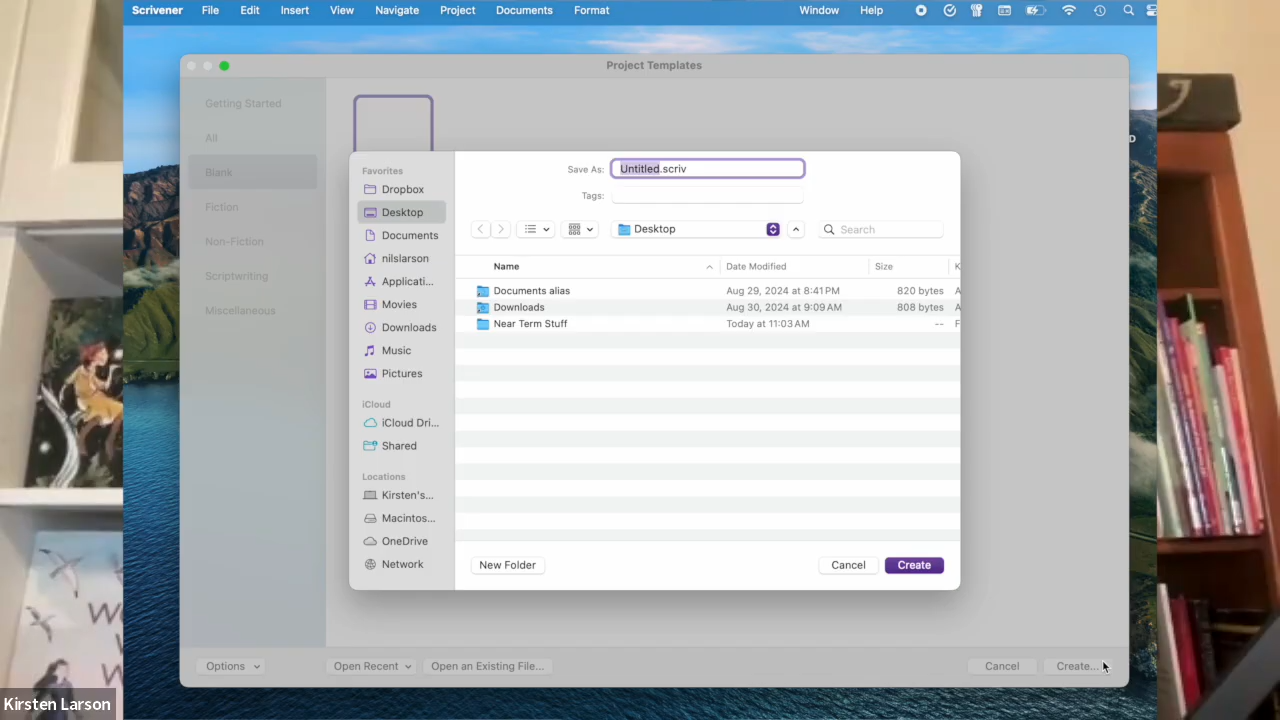 Scrivener File Edit Insert View Navigate Project Documents Format Window Help
Project Templates
Getting Started
All
Blank
Fiction
Non-Fiction
Scriptwriting
Miscellaneous
Favorites
Dropbox
Desktop
Documents
nilslarson
Applicati...
Movies
Downloads
Music
Pictures
iCloud
iCloud Dri...
Shared
Locations
Kirsten's...
Macintos...
OneDrive
Network
Save As: Untitled.scriv
Tags:
Desktop
Search
Name Date Modified Size K
Documents alias Aug 29, 2024 at 8:41 PM 820 bytes A
Downloads Aug 30, 2024 at 9:09 AM 808 bytes A
Near Term Stuff Today at 11:03 AM -- F
New Folder Cancel Create
Options Open Recent Open an Existing File... Cancel Create...
Kirsten Larson